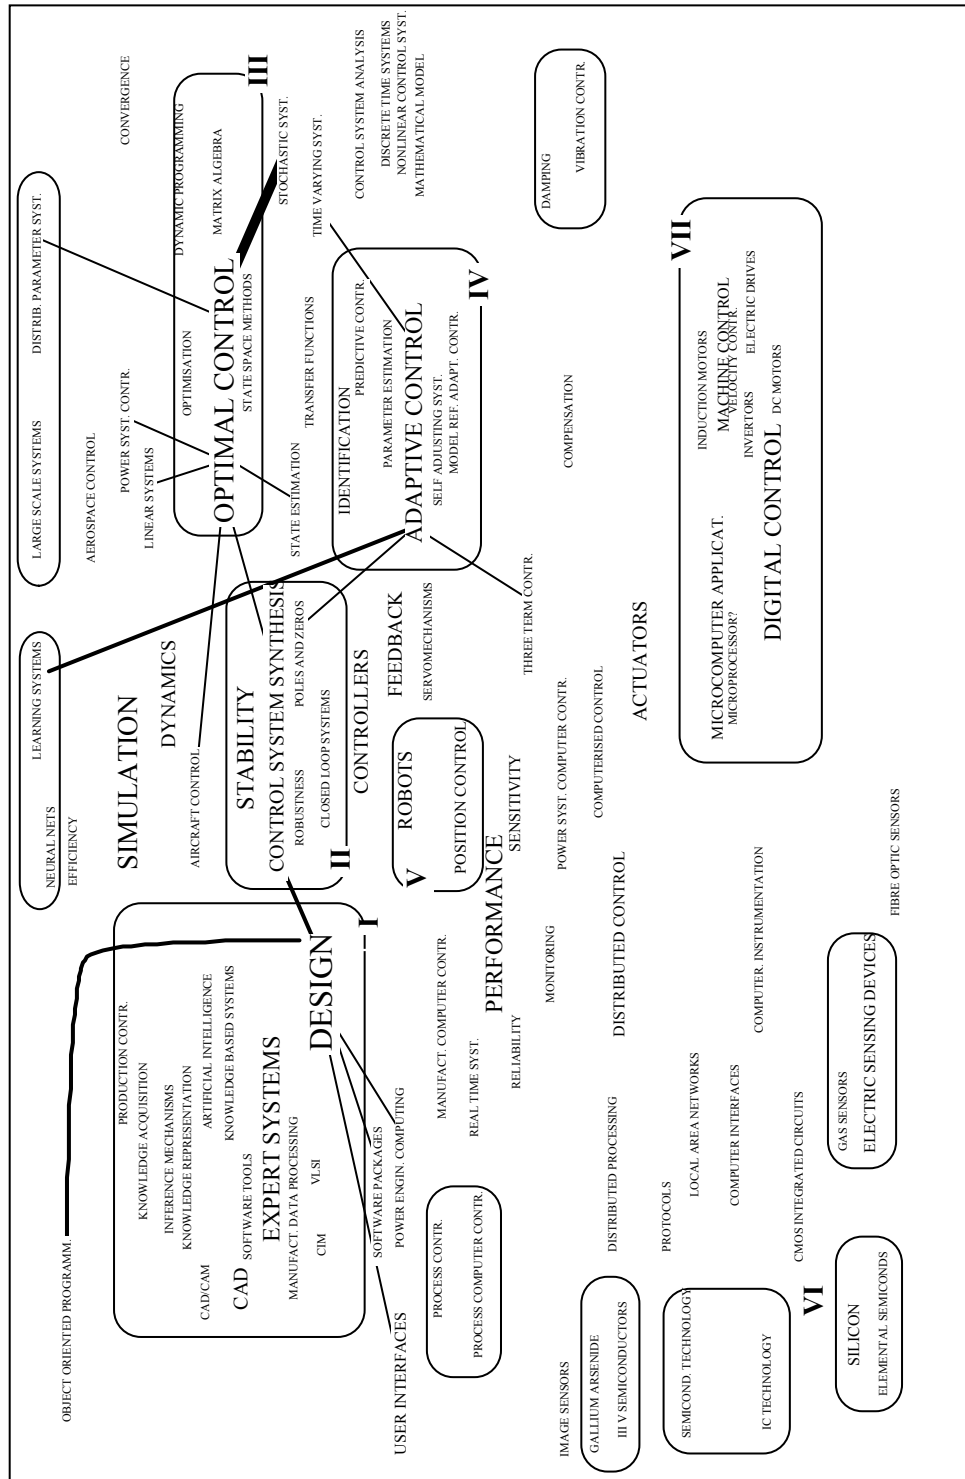 OBJECT ORIENTED PROGRAMM.
NEURAL NETS
LEARNING SYSTEMS
EFFICIENCY
LARGE SCALE SYSTEMS
DISTRIB. PARAMETER SYST.
AEROSPACE CONTROL
POWER SYST. CONTR.
LINEAR SYSTEMS
CONVERGENCE
PRODUCTION CONTR.
KNOWLEDGE ACQUISITION
INFERENCE MECHANISMS
KNOWLEDGE REPRESENTATION
ARTIFICIAL INTELLIGENCE
KNOWLEDGE BASED SYSTEMS
CAD/CAM
CAD
SOFTWARE TOOLS
EXPERT SYSTEMS
MANUFACT. DATA PROCESSING
CIM
VLSI
DESIGN
I
SIMULATION
DYNAMICS
AIRCRAFT CONTROL
STABILITY
CONTROL SYSTEM SYNTHESIS
ROBUSTNESS
POLES AND ZEROS
CLOSED LOOP SYSTEMS
II
DYNAMIC PROGRAMMING
OPTIMISATION
MATRIX ALGEBRA
OPTIMAL CONTROL
STATE SPACE METHODS
III
STOCHASTIC SYST.
STATE ESTIMATION
TRANSFER FUNCTIONS
TIME VARYING SYST.
IDENTIFICATION
PREDICTIVE CONTR.
PARAMETER ESTIMATION
ADAPTIVE CONTROL
SELF ADJUSTING SYST.
MODEL REF. ADAPT. CONTR.
IV
CONTROL SYSTEM ANALYSIS
DISCRETE TIME SYSTEMS
NONLINEAR CONTROL SYST.
MATHEMATICAL MODEL
SOFTWARE PACKAGES
POWER ENGIN. COMPUTING
USER INTERFACES
CONTROLLERS
FEEDBACK
SERVOMECHANISMS
ROBOTS
V
POSITION CONTROL
PROCESS CONTR.
PROCESS COMPUTER CONTR.
MANUFACT. COMPUTER CONTR.
REAL TIME SYST.
PERFORMANCE
RELIABILITY
SENSITIVITY
THREE TERM CONTR.
MONITORING
POWER SYST. COMPUTER CONTR.
COMPENSATION
DAMPING
VIBRATION CONTR.
COMPUTERISED CONTROL
IMAGE SENSORS
GALLIUM ARSENIDE
III V SEMICONDUCTORS
DISTRIBUTED PROCESSING
DISTRIBUTED CONTROL
ACTUATORS
PROTOCOLS
LOCAL AREA NETWORKS
COMPUTER INTERFACES
COMPUTER. INSTRUMENTATION
SEMICOND. TECHNOLOGY
IC TECHNOLOGY
CMOS INTEGRATED CIRCUITS
VI
VII
INDUCTION MOTORS
MACHINE CONTROL
VELOCITY CONTR.
INVERTORS
ELECTRIC DRIVES
DC MOTORS
MICROCOMPUTER APPLICAT.
MICROPROCESSOR?
DIGITAL CONTROL
SILICON
ELEMENTAL SEMICONDS
GAS SENSORS
ELECTRIC SENSING DEVICES
FIBRE OPTIC SENSORS